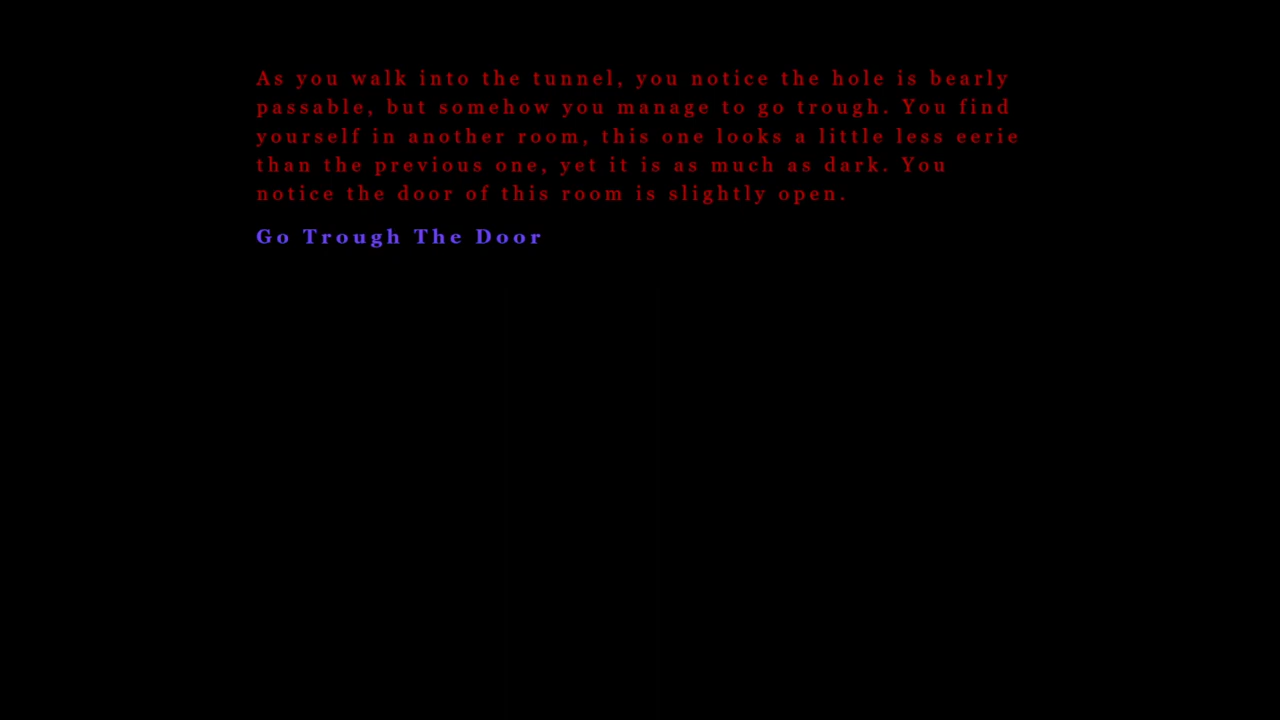 As you walk into the tunnel, you notice the hole is bearly
passable, but somehow you manage to go trough. You find
yourself in another room, this one looks a little less eerie
than the previous one, yet it is as much as dark. You
notice the door of this room is slightly open.
Go Trough The Door